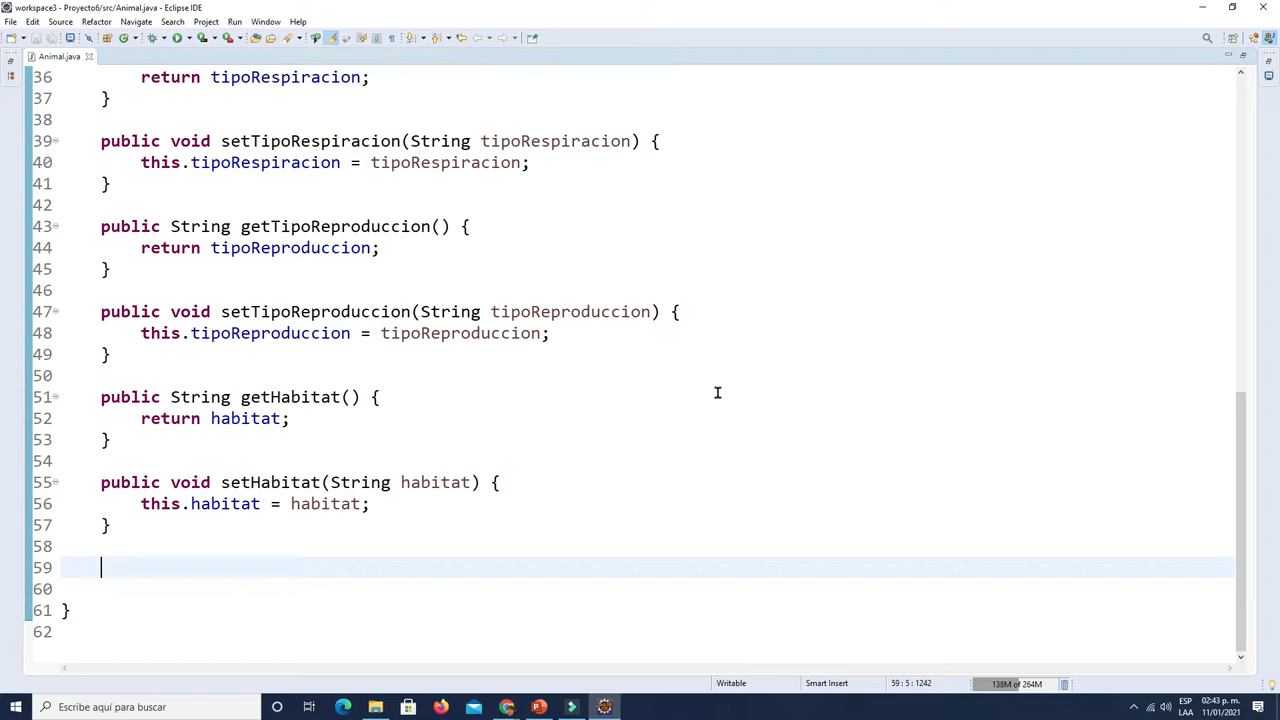 workspace3 - Proyecto6/src/Animal.java - Eclipse IDE
File Edit Source Refactor Navigate Search Project Run Window Help
Animal.java
36 return tipoRespiracion;
37 }
38
39 public void setTipoRespiracion(String tipoRespiracion) {
40 this.tipoRespiracion = tipoRespiracion;
41 }
42
43 public String getTipoReproduccion() {
44 return tipoReproduccion;
45 }
46
47 public void setTipoReproduccion(String tipoReproduccion) {
48 this.tipoReproduccion = tipoReproduccion;
49 }
50
51 public String getHabitat() {
52 return habitat;
53 }
54
55 public void setHabitat(String habitat) {
56 this.habitat = habitat;
57 }
58
59
60
61 }
62
Writable Smart Insert 59 : 5 : 1242 138M of 264M
Escribe aquí para buscar
ESP 02:43 p. m.
LAA 11/01/2021